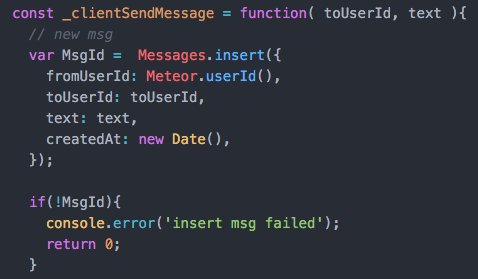 const _clientSendMessage = function( toUserId, text ){
  // new msg
  var MsgId =  Messages.insert({
    fromUserId: Meteor.userId(),
    toUserId: toUserId,
    text: text,
    createdAt: new Date(),
  });

  if(!MsgId){
    console.error('insert msg failed');
    return 0;
  }